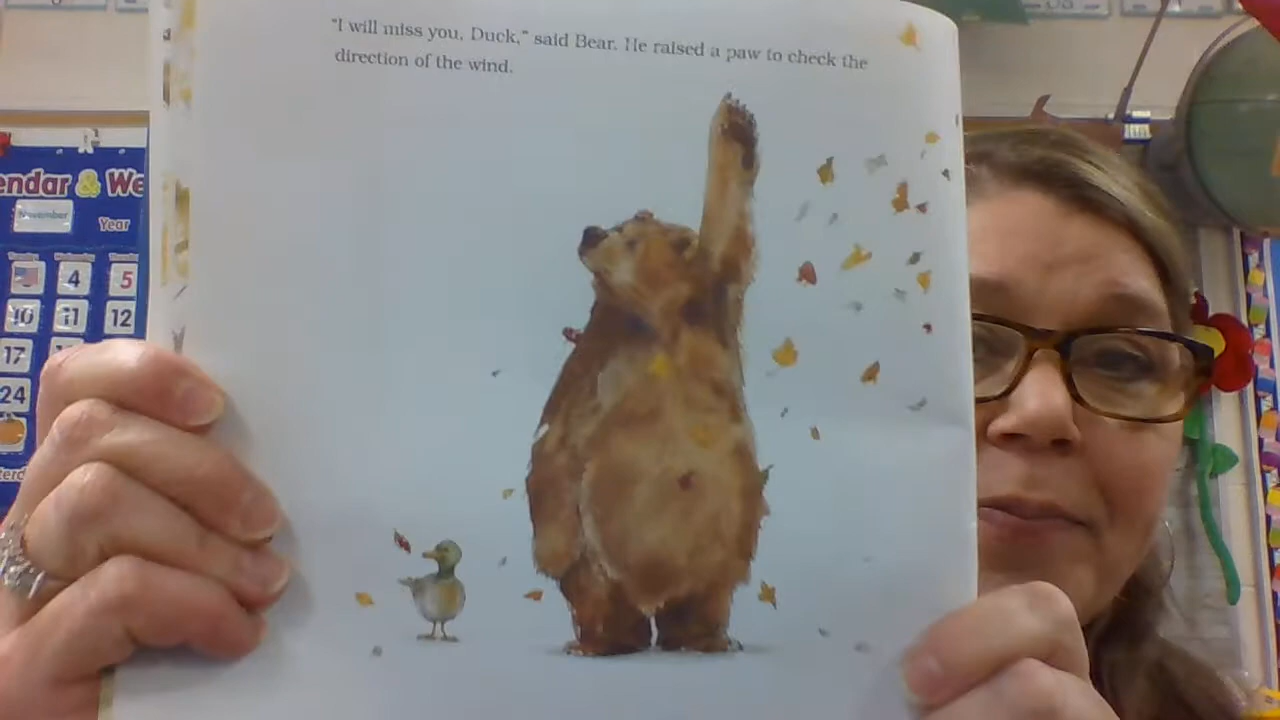 "I will miss you, Duck," said Bear. He raised a paw to check the
direction of the wind.
endar & We
November
Year
4 5
10 11 12
17
24